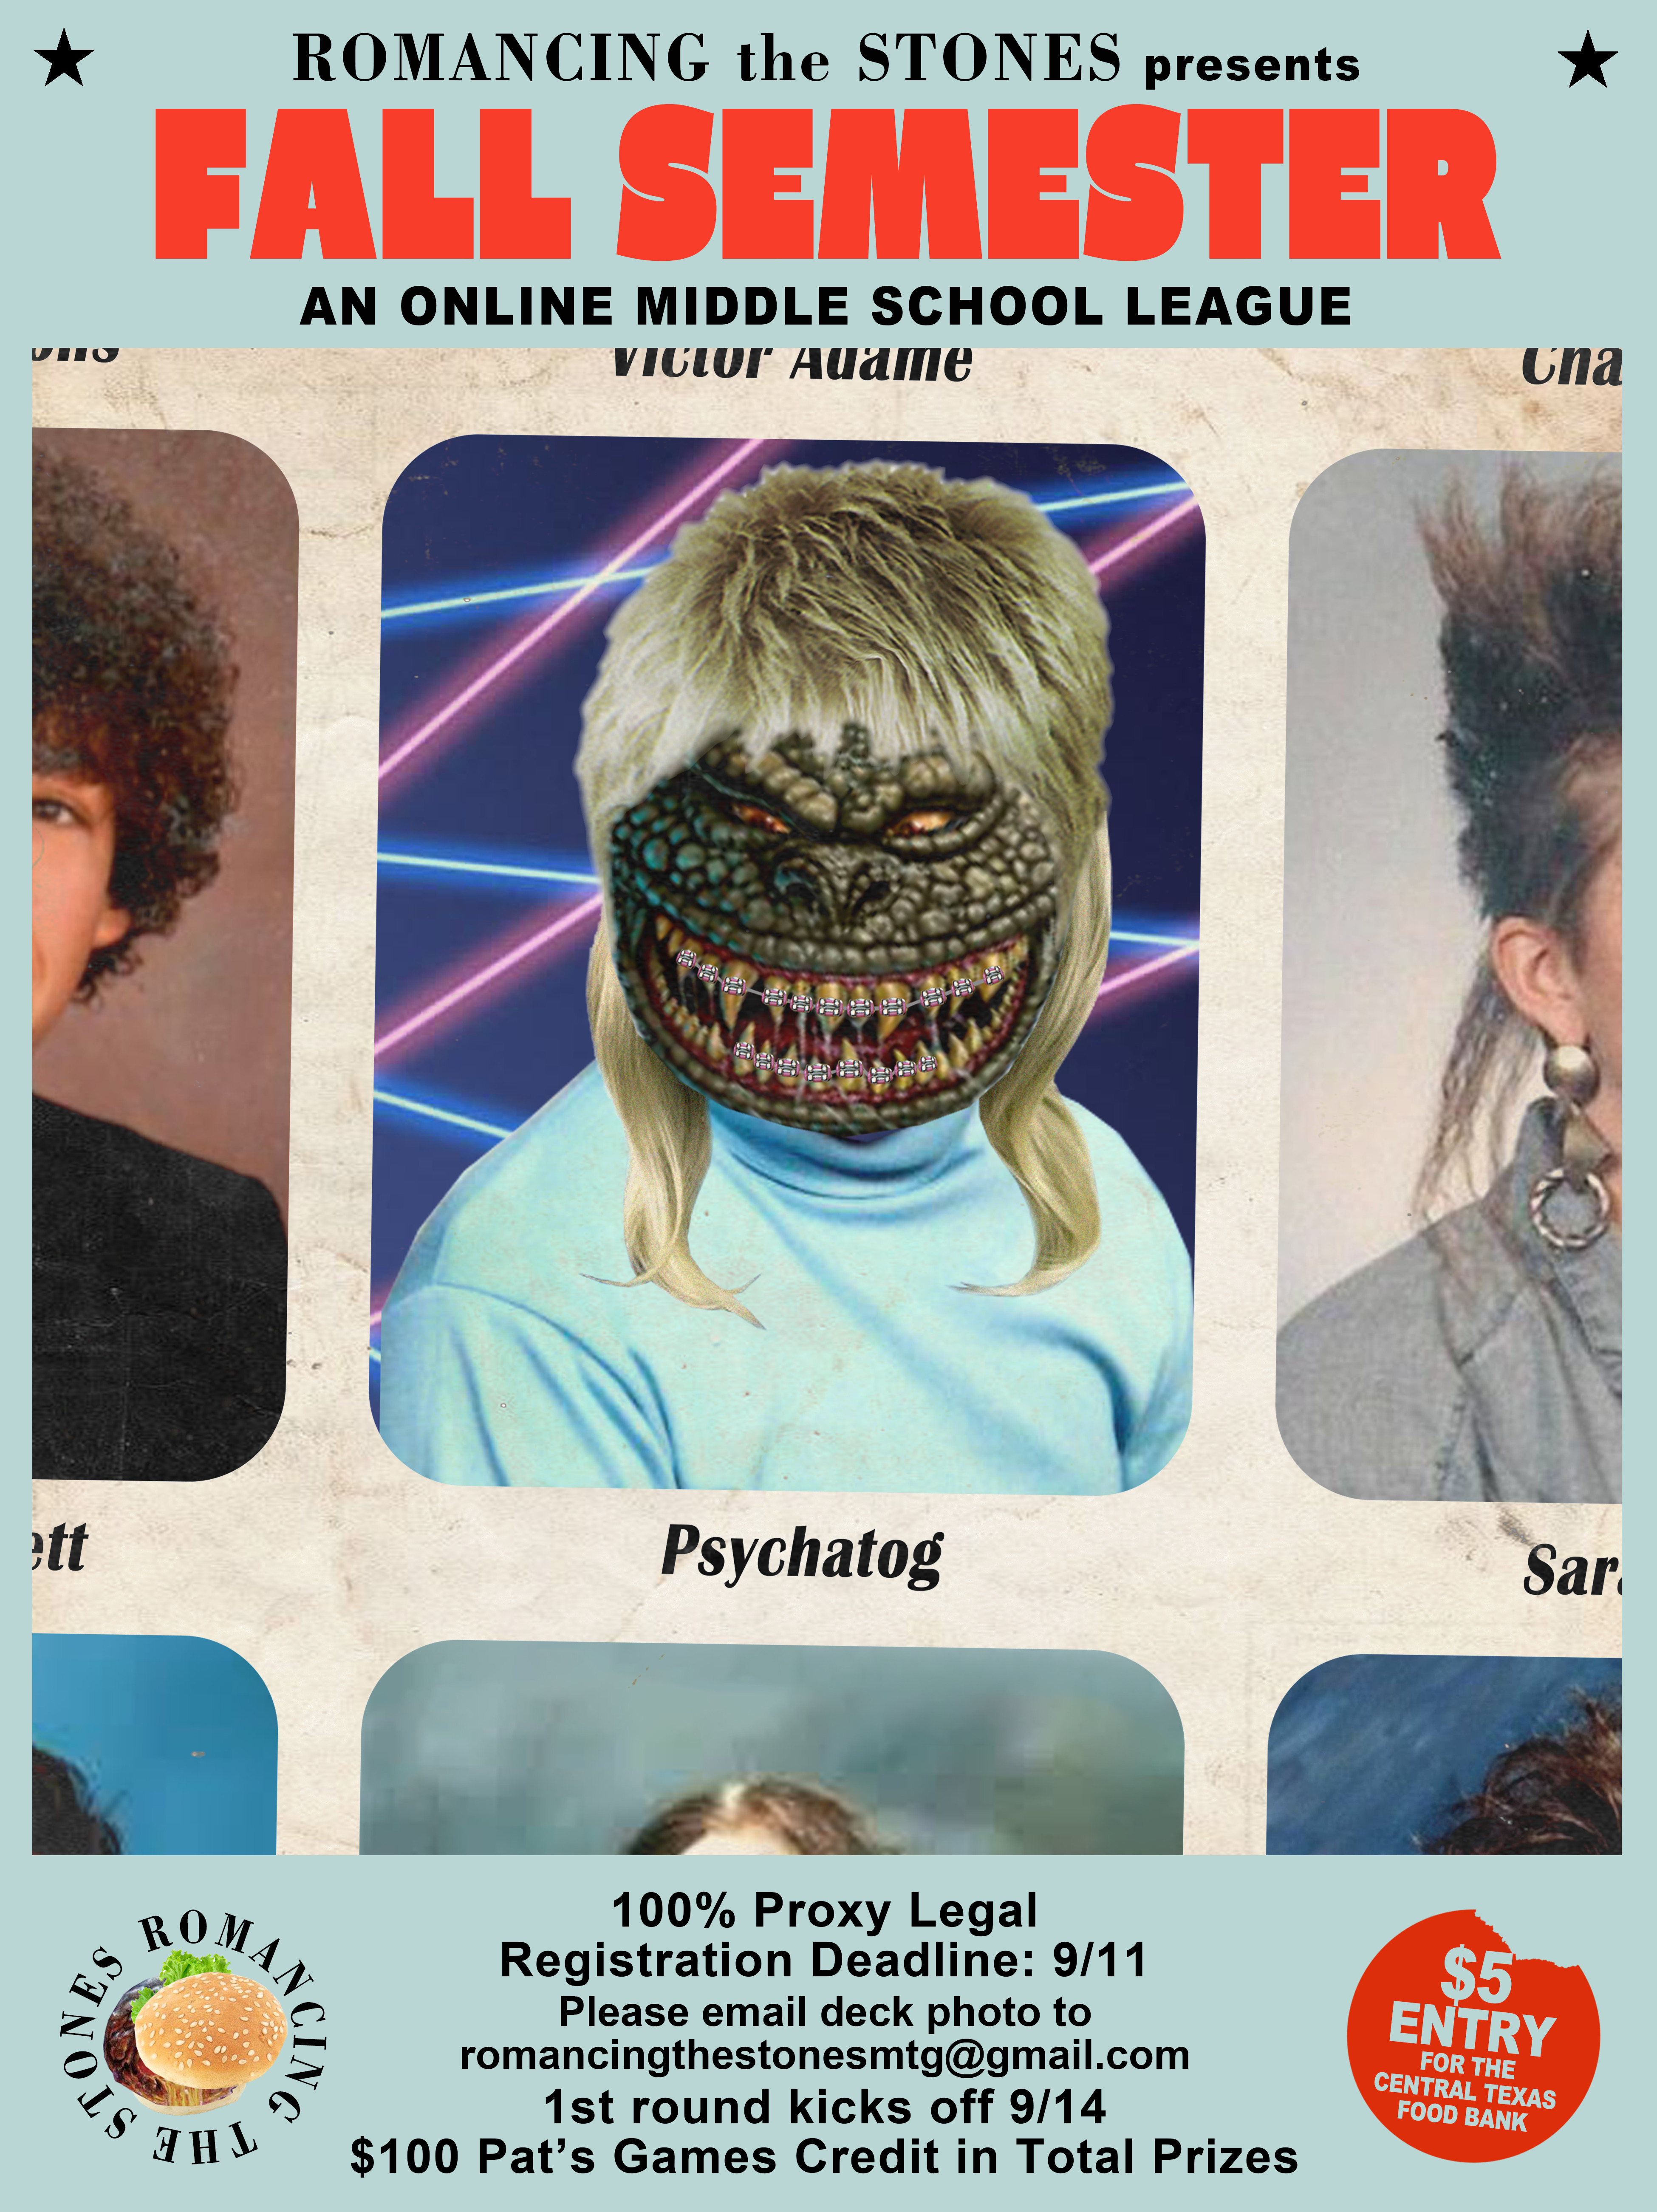 ROMANCING the STONES presents
FALL SEMESTER
AN ONLINE MIDDLE SCHOOL LEAGUE
Victor Adame
Psychatog
ROMANCING THE STONES
100% Proxy Legal
Registration Deadline: 9/11
Please email deck photo to
romancingthestonesmtg@gmail.com
1st round kicks off 9/14
$100 Pat's Games Credit in Total Prizes
$5
ENTRY
FOR THE
CENTRAL TEXAS
FOOD BANK